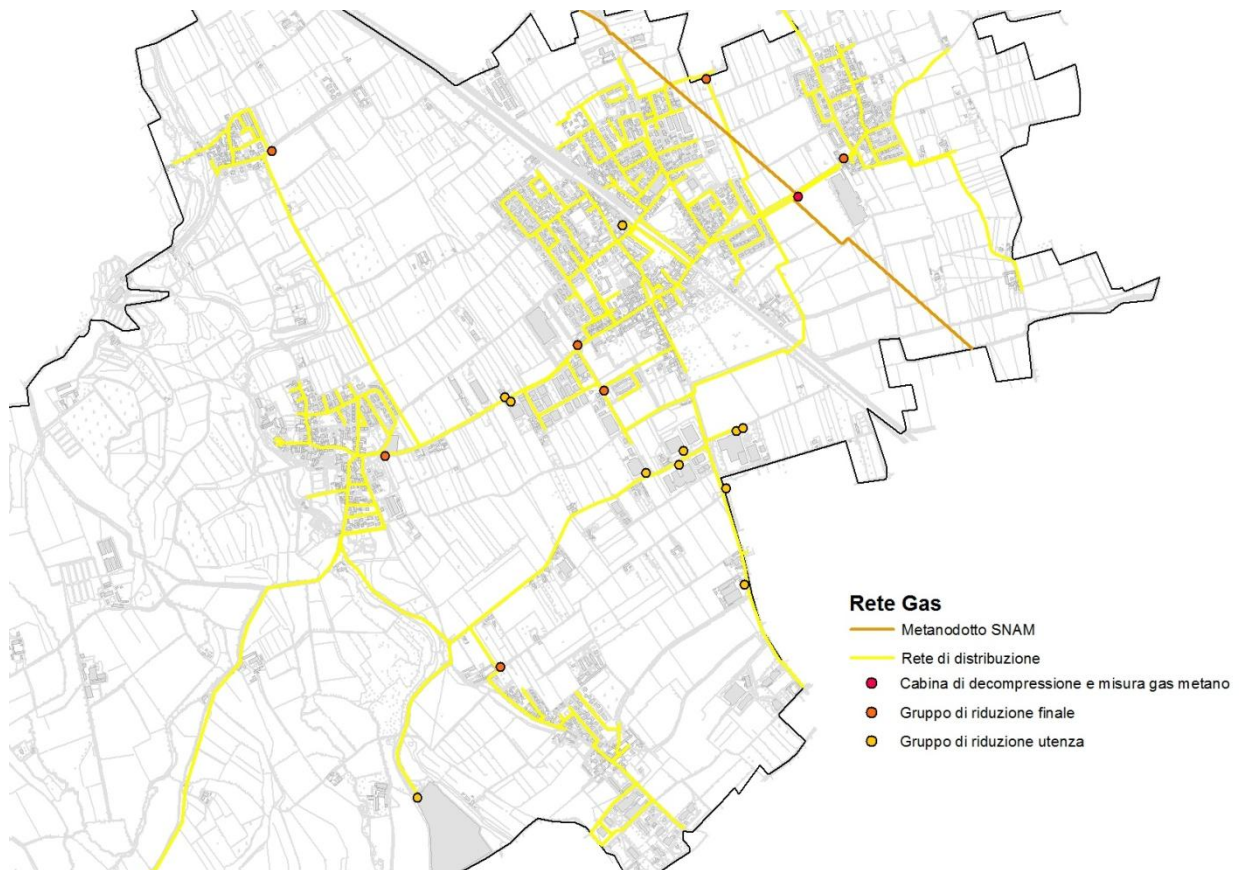 Rete Gas
Metanodotto SNAM
Rete di distribuzione
Cabina di decompressione e misura gas metano
Gruppo di riduzione finale
Gruppo di riduzione utenza